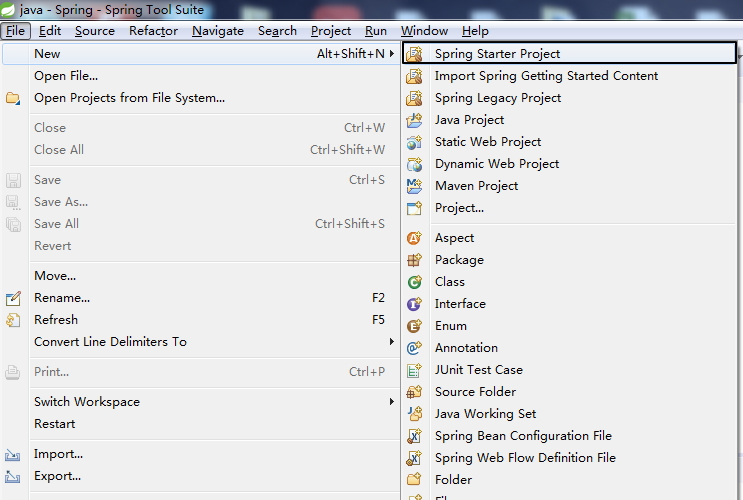 java - Spring - Spring Tool Suite
File Edit Source Refactor Navigate Search Project Run Window Help
New Alt+Shift+N
Open File...
Open Projects from File System...
Close Ctrl+W
Close All Ctrl+Shift+W
Save Ctrl+S
Save As...
Save All Ctrl+Shift+S
Revert
Move...
Rename... F2
Refresh F5
Convert Line Delimiters To
Print... Ctrl+P
Switch Workspace
Restart
Import...
Export...
Spring Starter Project
Import Spring Getting Started Content
Spring Legacy Project
Java Project
Static Web Project
Dynamic Web Project
Maven Project
Project...
Aspect
Package
Class
Interface
Enum
Annotation
JUnit Test Case
Source Folder
Java Working Set
Spring Bean Configuration File
Spring Web Flow Definition File
Folder